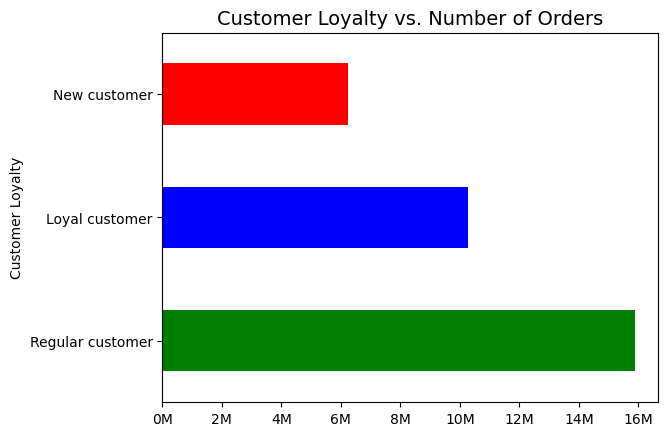 Customer Loyalty vs. Number of Orders
Customer Loyalty
New customer
Loyal customer
Regular customer
0M 2M 4M 6M 8M 10M 12M 14M 16M